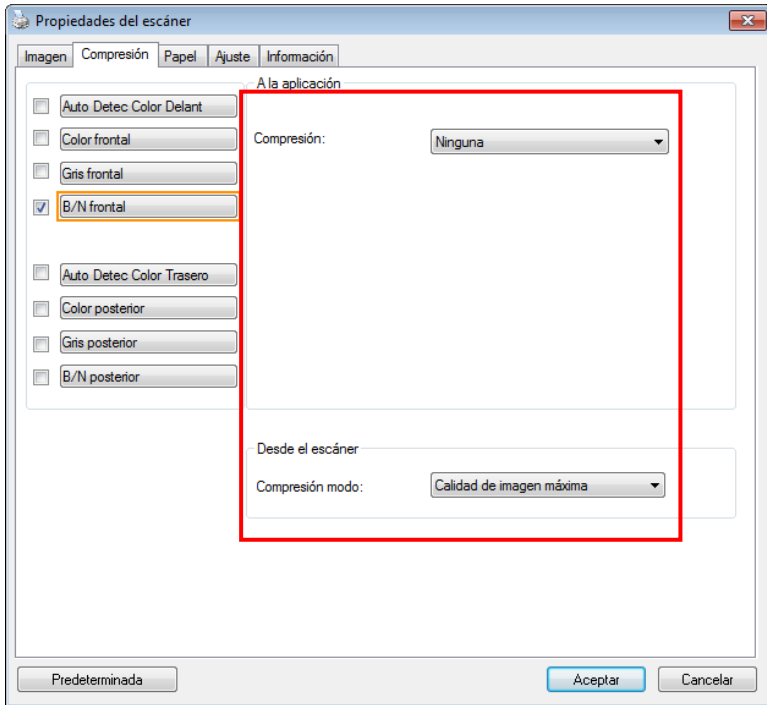 Propiedades del escáner
Imagen Compresión Papel Ajuste Información
Auto Detec Color Delant
Color frontal
Gris frontal
B/N frontal
Auto Detec Color Trasero
Color posterior
Gris posterior
B/N posterior
A la aplicación
Compresión: Ninguna
Desde el escáner
Compresión modo: Calidad de imagen máxima
Predeterminada Aceptar Cancelar